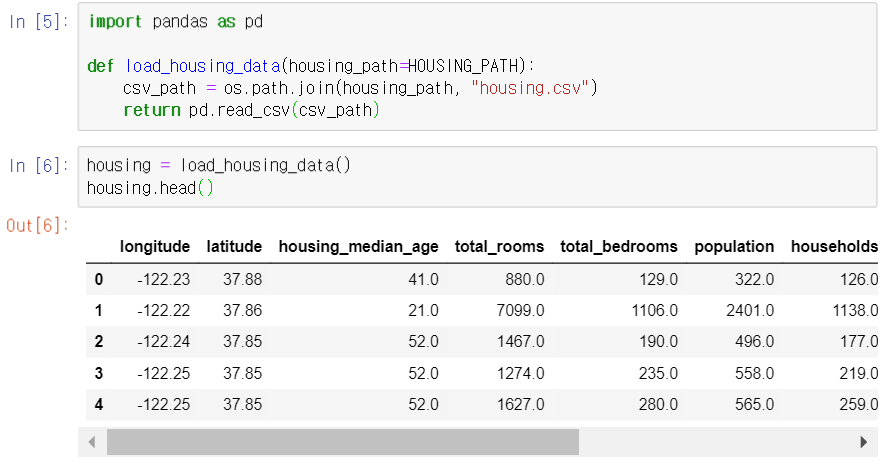 In [5]: import pandas as pd
def load_housing_data(housing_path=HOUSING_PATH):
csv_path = os.path.join(housing_path, "housing.csv")
return pd.read_csv(csv_path)
In [6]: housing = load_housing_data()
housing.head()
Out[6]:
longitude latitude housing_median_age total_rooms total_bedrooms population households
0 -122.23 37.88 41.0 880.0 129.0 322.0 126.0
1 -122.22 37.86 21.0 7099.0 1106.0 2401.0 1138.0
2 -122.24 37.85 52.0 1467.0 190.0 496.0 177.0
3 -122.25 37.85 52.0 1274.0 235.0 558.0 219.0
4 -122.25 37.85 52.0 1627.0 280.0 565.0 259.0